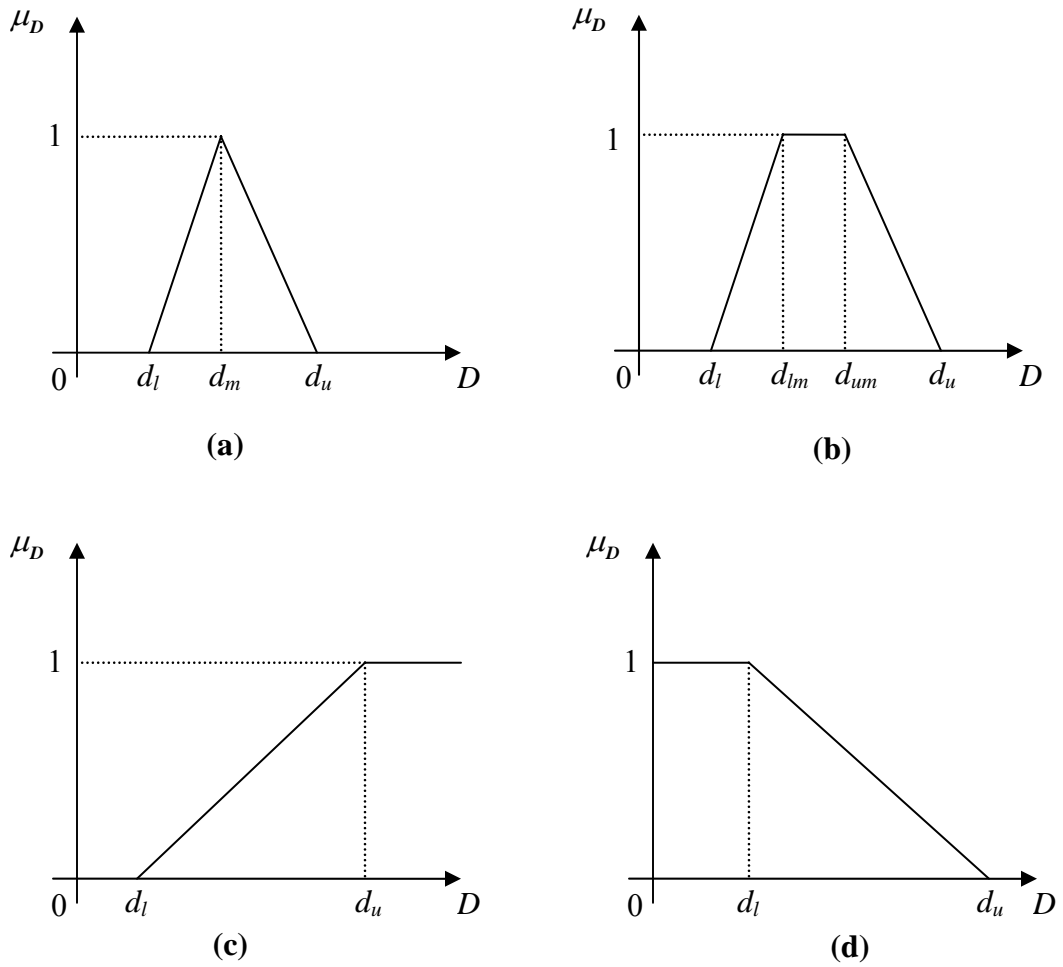 μD
1
0 dl dm du D
(a)
μD
1
0 dl dlm dum du D
(b)
μD
1
0 dl du D
(c)
μD
1
0 dl du D
(d)